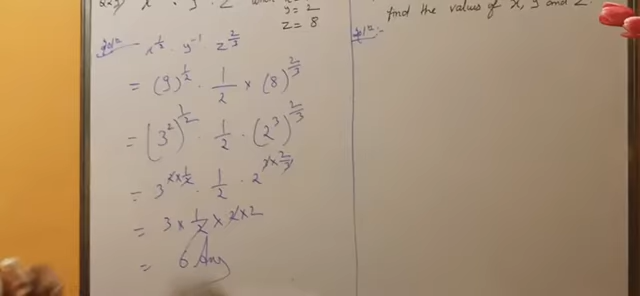 y = 2
z = 8
find the values of x, y and z.
Solⁿ:-
Solⁿ
x^{1/2} · y^{-1} z^{2/3}
= (9)^{1/2} · 1/2 × (8)^{2/3}
= (3^2)^{1/2} · 1/2 · (2^3)^{2/3}
= 3^{2×1/2} · 1/2 · 2^{3×2/3}
= 3 × 1/2 × 2×2
= 6 Ans